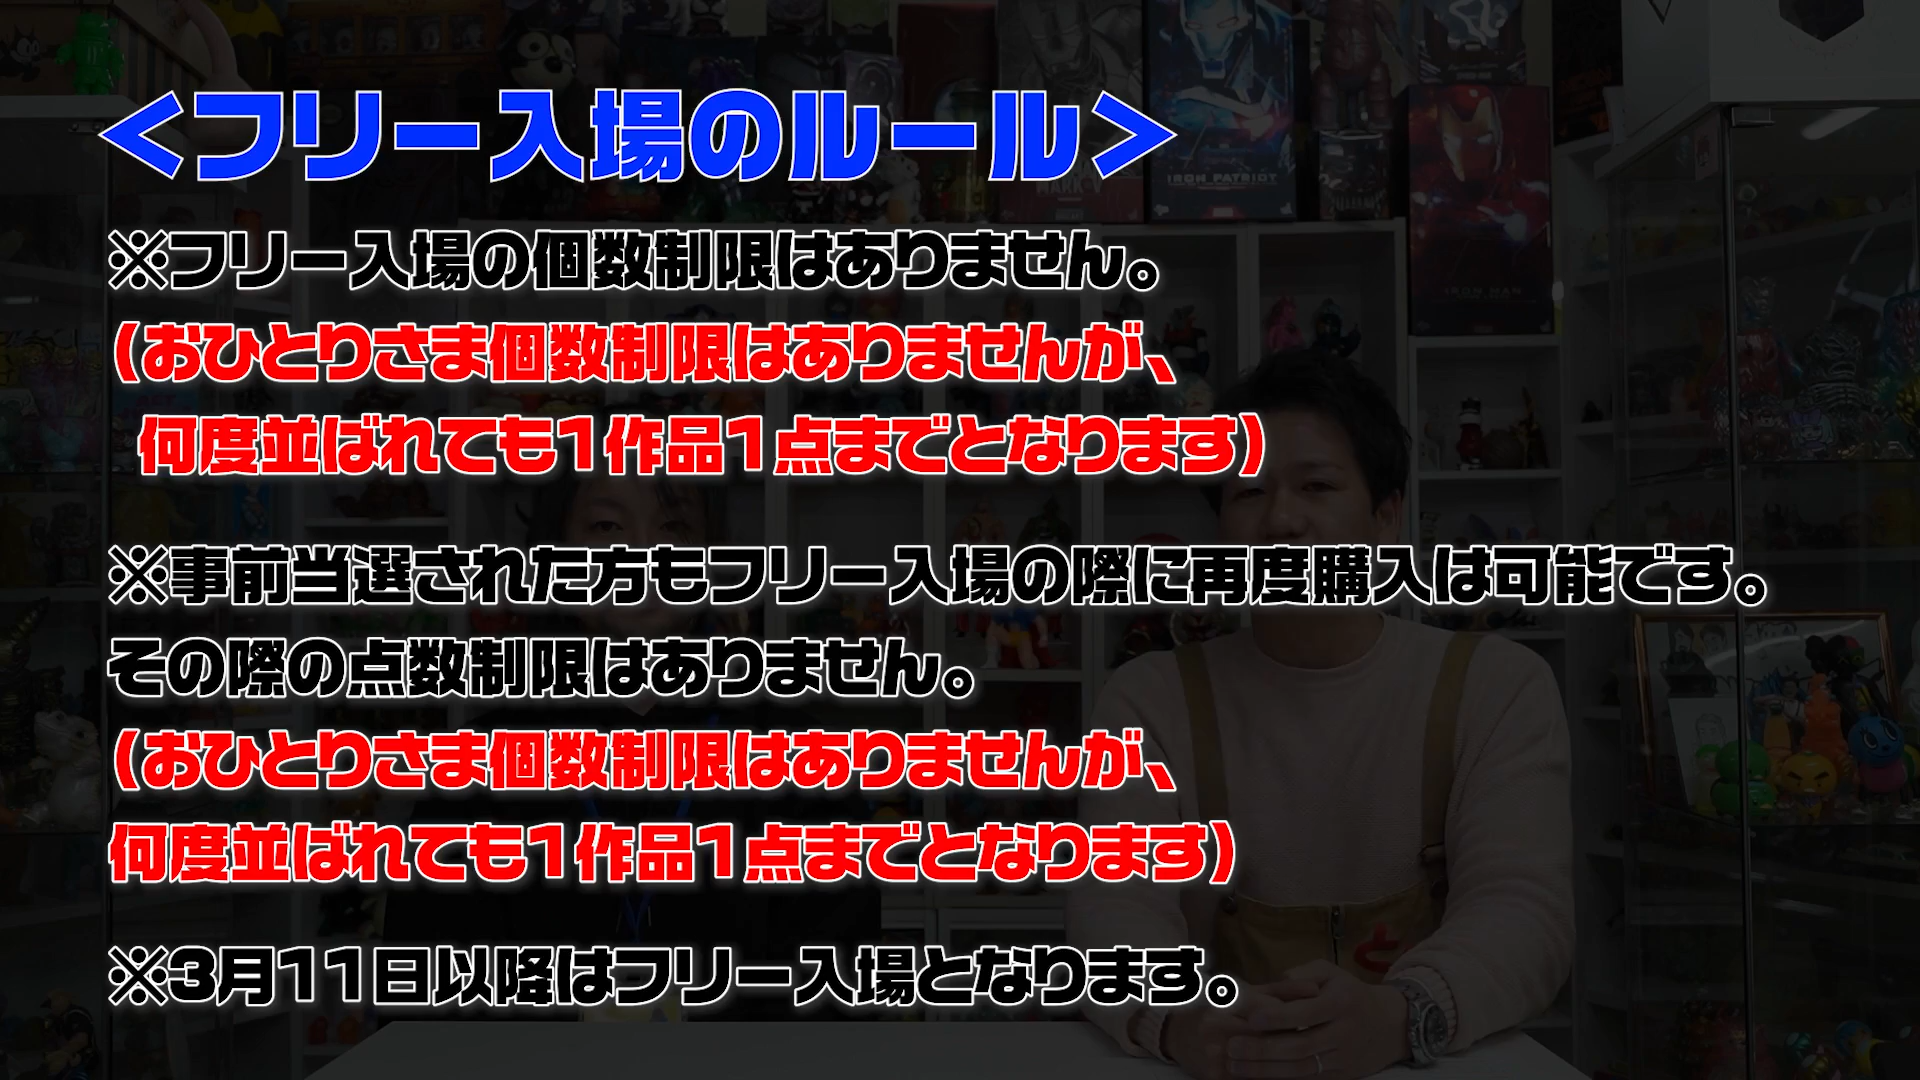 <フリー入場のルール>
※フリー入場の個数制限はありません。
(おひとりさま個数制限はありませんが、
何度並ばれても1作品1点までとなります)
※事前当選された方もフリー入場の際に再度購入は可能です。
その際の点数制限はありません。
(おひとりさま個数制限はありませんが、
何度並ばれても1作品1点までとなります)
※3月11日以降はフリー入場となります。
IRON PATRIOT
MARK V
IRON MAN